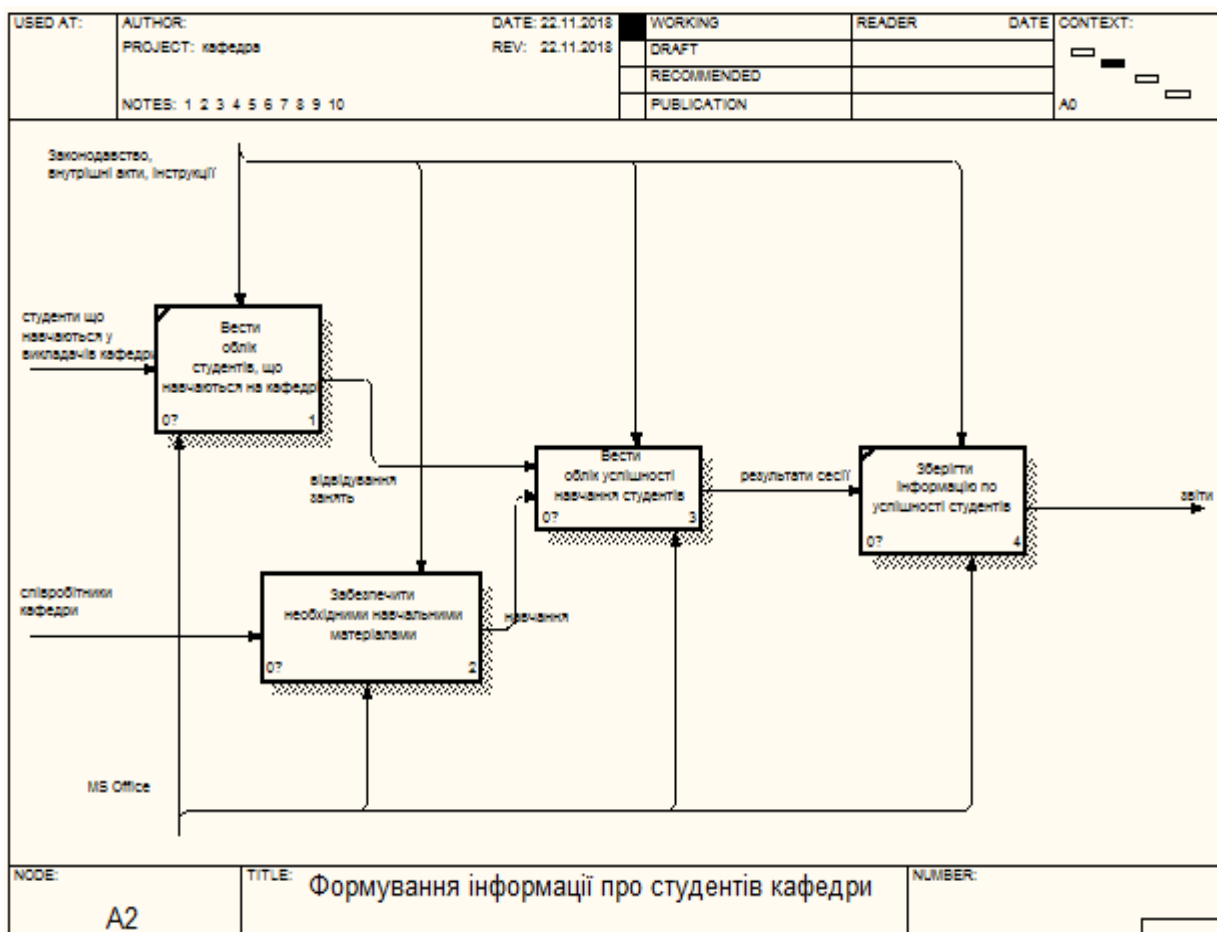 USED AT:
AUTHOR:
DATE: 22.11.2018
PROJECT: кафедра
REV: 22.11.2018
NOTES: 1 2 3 4 5 6 7 8 9 10
WORKING
DRAFT
RECOMMENDED
PUBLICATION
READER
DATE
CONTEXT:
A0
Законодавство,
внутрішні акти, інструкції
студенти що
навчаються у
викладачів кафедри
Вести
облік
студентів, що
навчаються на кафедрі
0?
1
відвідування
занять
Вести
облік успішності
навчання студентів
0?
3
результати сесії
Зберігти
інформацію по
успішності студентів
0?
4
звіти
співробітники
кафедри
Забезпечити
необхідними навчальними
матеріалами
0?
2
навчання
MS Office
NODE:
A2
TITLE:
Формування інформації про студентів кафедри
NUMBER: